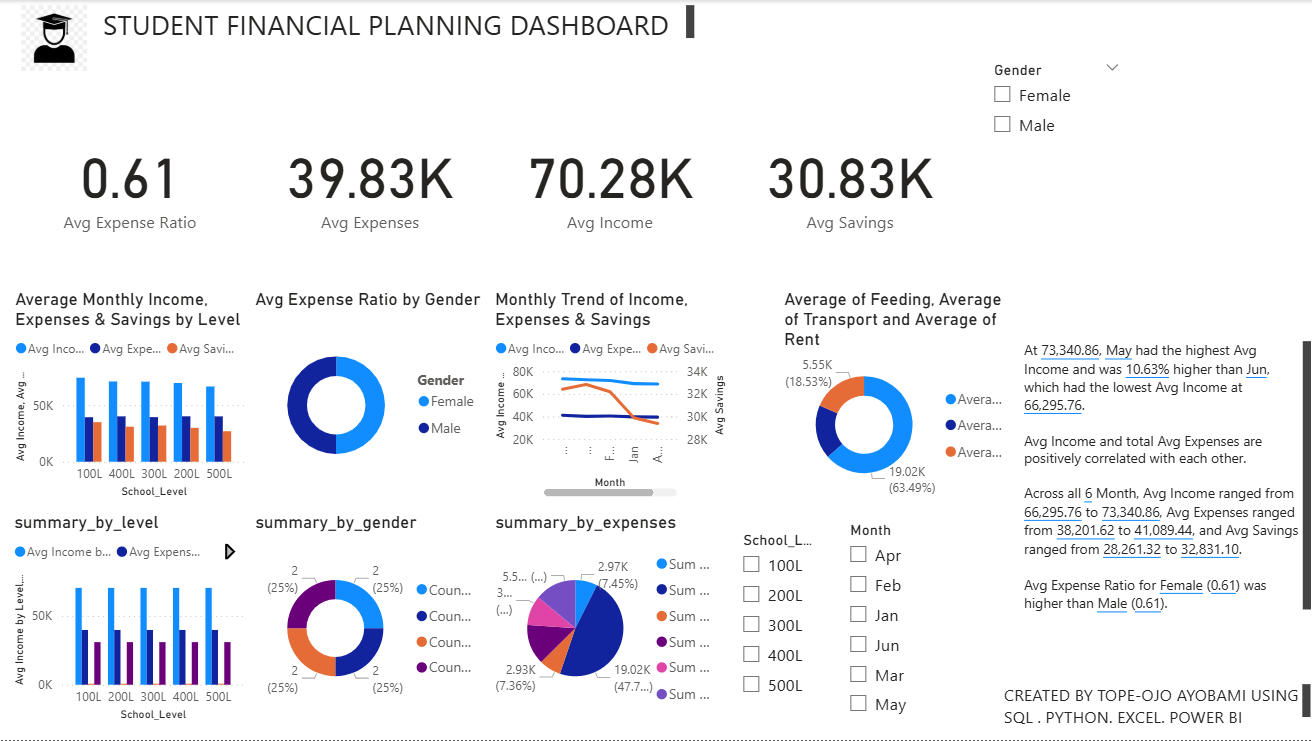 STUDENT FINANCIAL PLANNING DASHBOARD
Gender
Female
Male
0.61
Avg Expense Ratio
39.83K
Avg Expenses
70.28K
Avg Income
30.83K
Avg Savings
Average Monthly Income,
Expenses & Savings by Level
Avg Inco... Avg Expe... Avg Savi...
Avg Income, Avg ...
50K
0K
100L 400L 300L 200L 500L
School_Level
Avg Expense Ratio by Gender
Gender
Female
Male
Monthly Trend of Income,
Expenses & Savings
Avg Inco... Avg Expe... Avg Savi...
Avg Income ...
80K
60K
40K
20K
34K
32K
30K
28K
Avg Savings
... ... F... Jan A...
Month
Average of Feeding, Average
of Transport and Average of
Rent
5.55K
(18.53%)
19.02K
(63.49%)
Avera...
Avera...
Avera...
At 73,340.86, May had the highest Avg
Income and was 10.63% higher than Jun,
which had the lowest Avg Income at
66,295.76.
Avg Income and total Avg Expenses are
positively correlated with each other.
Across all 6 Month, Avg Income ranged from
66,295.76 to 73,340.86, Avg Expenses ranged
from 38,201.62 to 41,089.44, and Avg Savings
ranged from 28,261.32 to 32,831.10.
Avg Expense Ratio for Female (0.61) was
higher than Male (0.61).
summary_by_level
Avg Income b... Avg Expens...
Avg Income by Level,...
50K
0K
100L 200L 300L 400L 500L
School_Level
summary_by_gender
2
(25%)
2
(25%)
2
(25%)
2
(25%)
Coun...
Coun...
Coun...
Coun...
summary_by_expenses
2.97K
(7.45%)
5.5... (...)
3...
(...)
2.93K
(7.36%)
19.02K
(47.7...)
Sum ...
Sum ...
Sum ...
Sum ...
Sum ...
Sum ...
School_L...
100L
200L
300L
400L
500L
Month
Apr
Feb
Jan
Jun
Mar
May
CREATED BY TOPE-OJO AYOBAMI USING
SQL . PYTHON. EXCEL. POWER BI